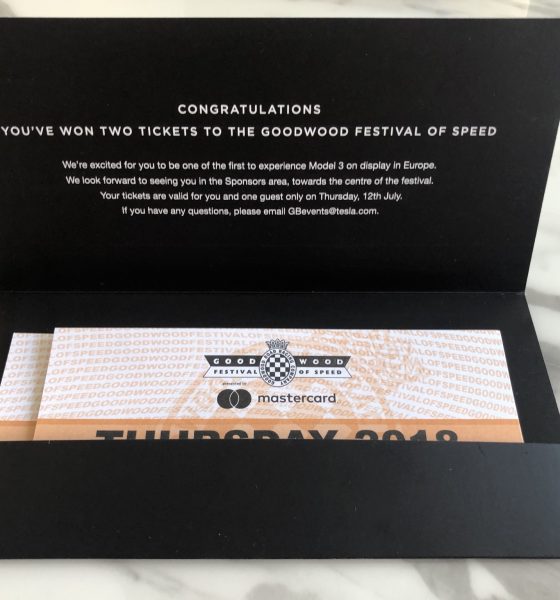 CONGRATULATIONS
YOU'VE WON TWO TICKETS TO THE GOODWOOD FESTIVAL OF SPEED
We're excited for you to be one of the first to experience Model 3 on display in Europe.
We look forward to seeing you in the Sponsors area, towards the centre of the festival.
Your tickets are valid for you and one guest only on Thursday, 12th July.
If you have any questions, please email GBevents@tesla.com.
GOOD WOOD
FESTIVAL OF SPEED
presented by
mastercard
THURSDAY 2018